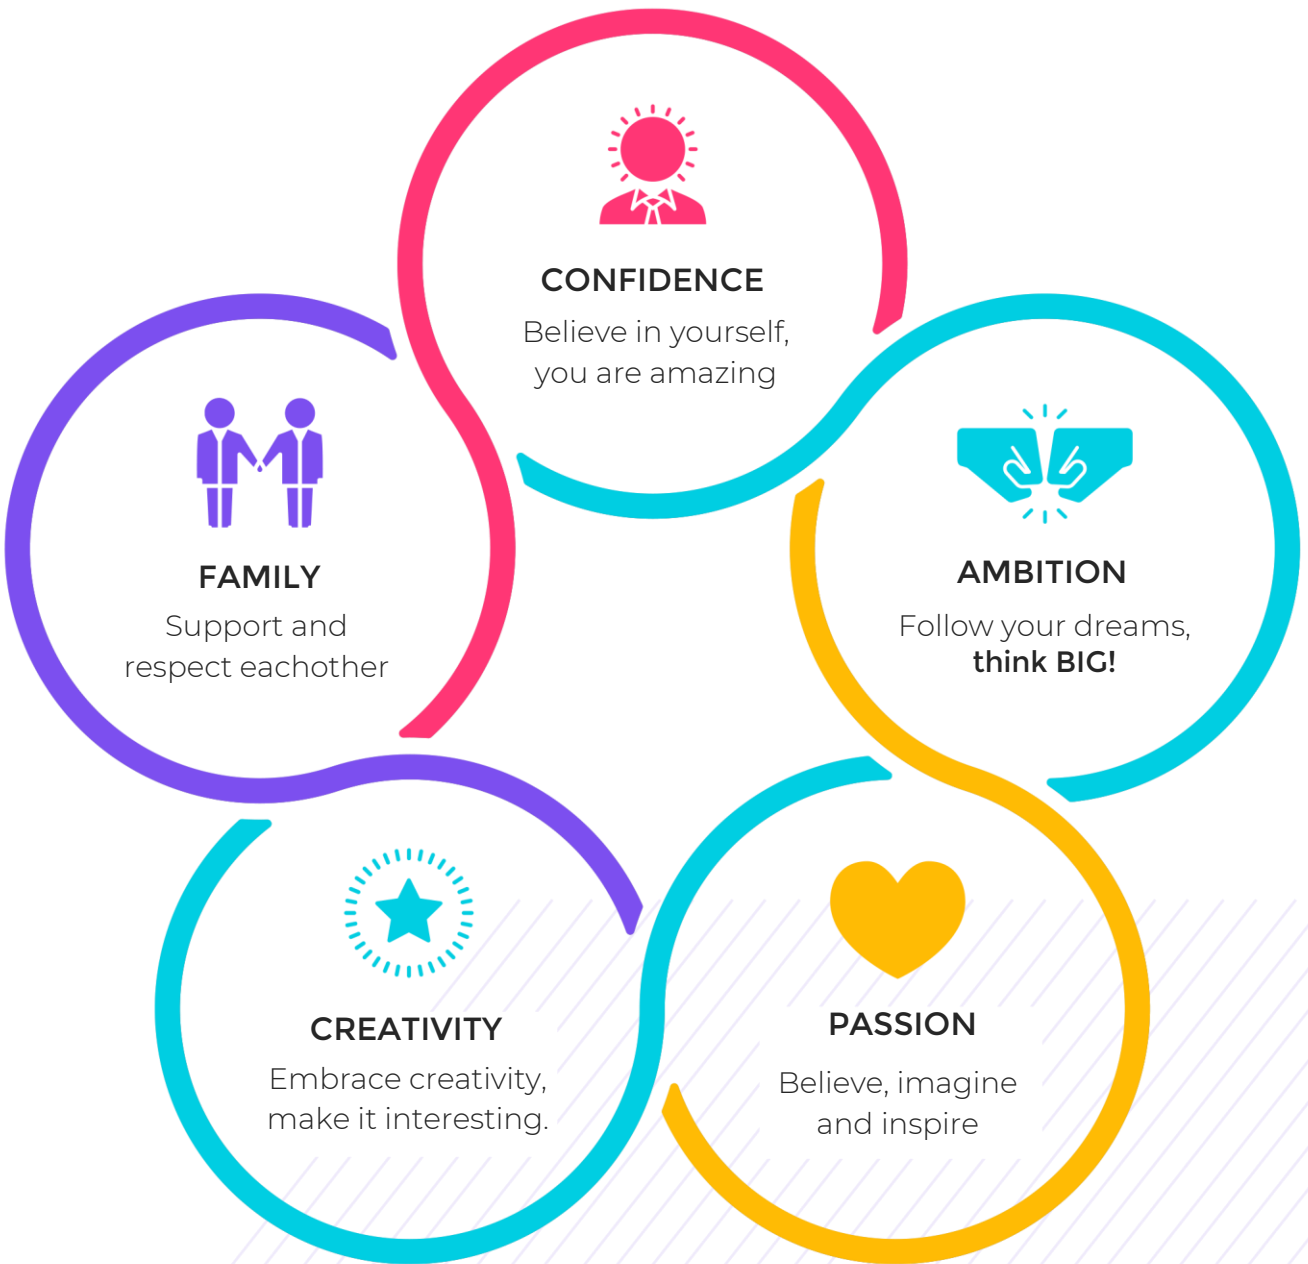 CONFIDENCE
Believe in yourself,
you are amazing
FAMILY
Support and
respect eachother
AMBITION
Follow your dreams,
think BIG!
CREATIVITY
Embrace creativity,
make it interesting.
PASSION
Believe, imagine
and inspire